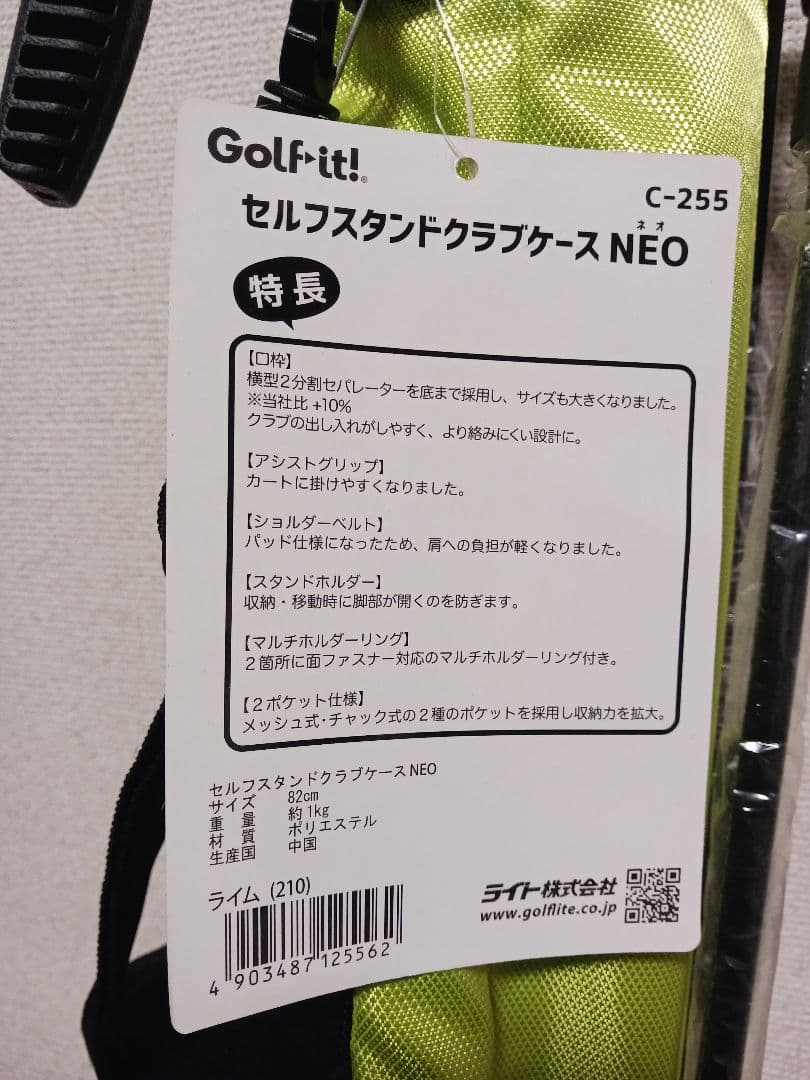 Golf▸it!®
C-255
セルフスタンドクラブケース NEO
ネオ
特長
【口枠】
横型2分割セパレーターを底まで採用し、サイズも大きくなりました。
※当社比 +10%
クラブの出し入れがしやすく、より絡みにくい設計に。
【アシストグリップ】
カートに掛けやすくなりました。
【ショルダーベルト】
パッド仕様になったため、肩への負担が軽くなりました。
【スタンドホルダー】
収納・移動時に脚部が開くのを防ぎます。
【マルチホルダーリング】
2箇所に面ファスナー対応のマルチホルダーリング付き。
【2ポケット仕様】
メッシュ式・チャック式の2種のポケットを採用し収納力を拡大。
セルフスタンドクラブケースNEO
サイズ 82cm
重量 約1kg
材質 ポリエステル
生産国 中国
ライム (210)
4 903487 125562
ライト株式会社
www.golflite.co.jp